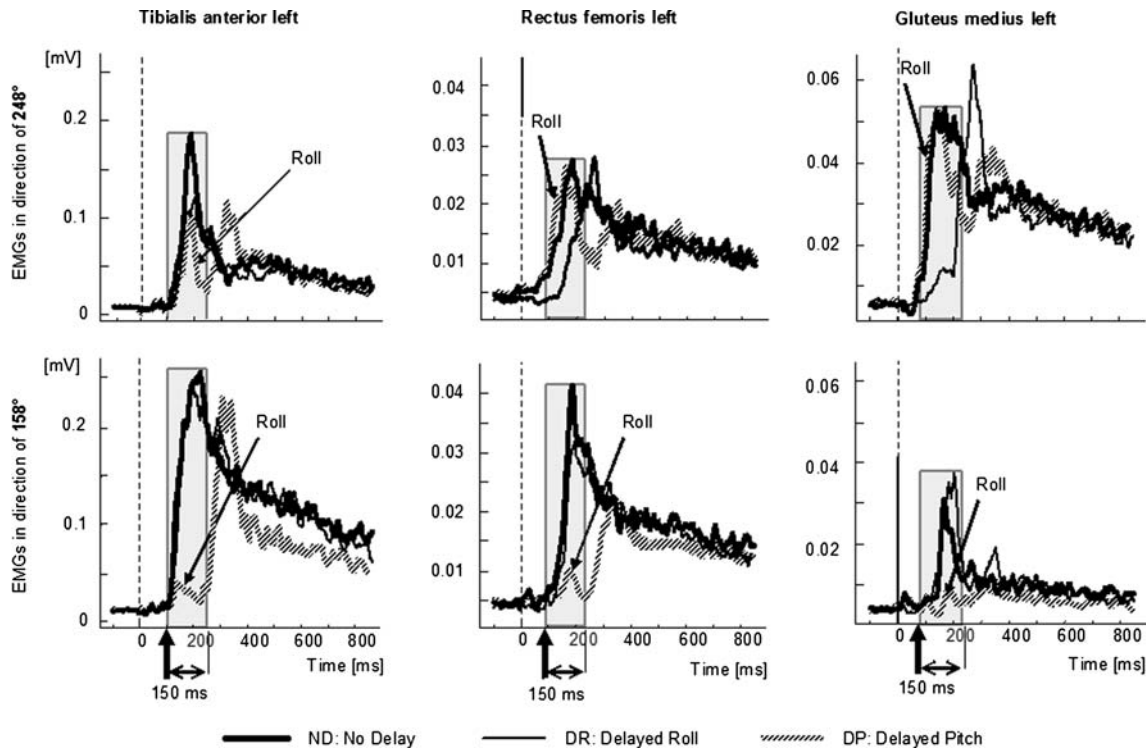 Tibialis anterior left
Rectus femoris left
Gluteus medius left
EMGs in direction of 248°
[mV]
0.2
0.1
0
Roll
0.04
0.03
0.02
0.01
Roll
0.06
0.04
0.02
Roll
EMGs in direction of 158°
[mV]
0.2
0.1
0
Roll
0 200 400 600 800
Time [ms]
150 ms
0.04
0.03
0.02
0.01
Roll
0 200 400 600 800
Time [ms]
150 ms
0.06
0.04
0.02
Roll
0 200 400 600 800
Time [ms]
150 ms
ND: No Delay
DR: Delayed Roll
DP: Delayed Pitch